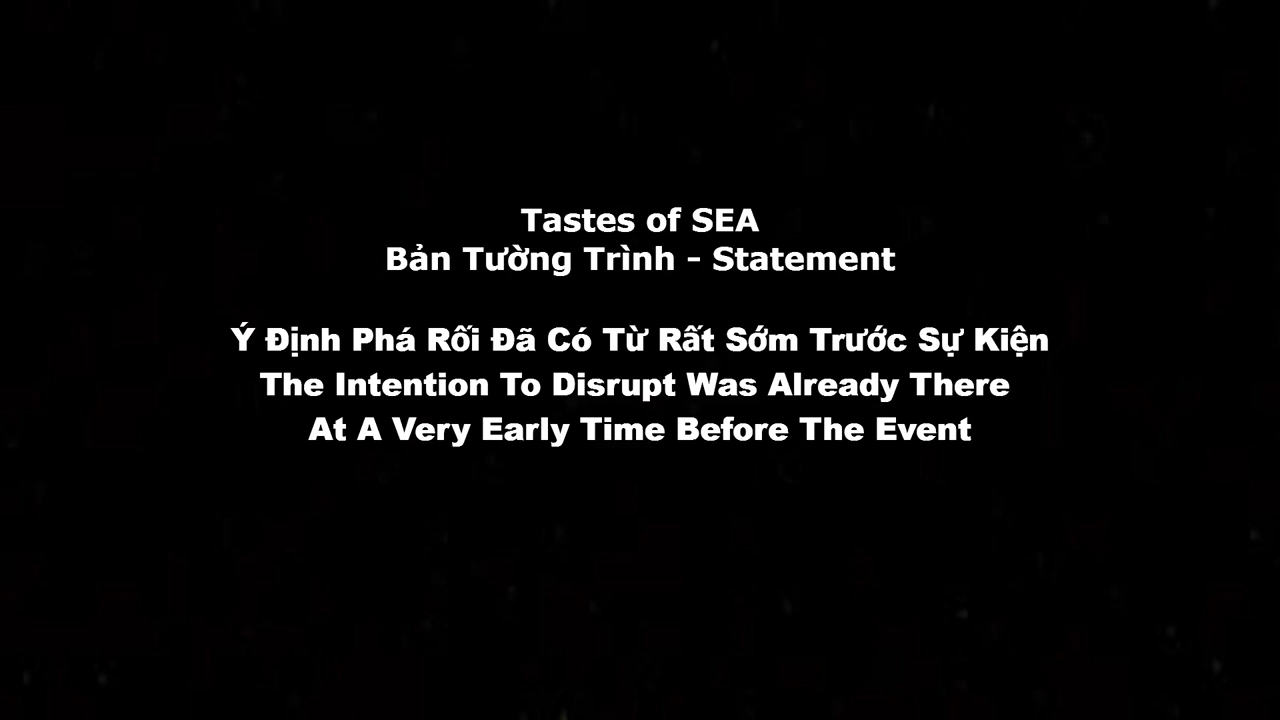 Tastes of SEA
Bản Tường Trình - Statement
Ý Định Phá Rối Đã Có Từ Rất Sớm Trước Sự Kiện
The Intention To Disrupt Was Already There
At A Very Early Time Before The Event